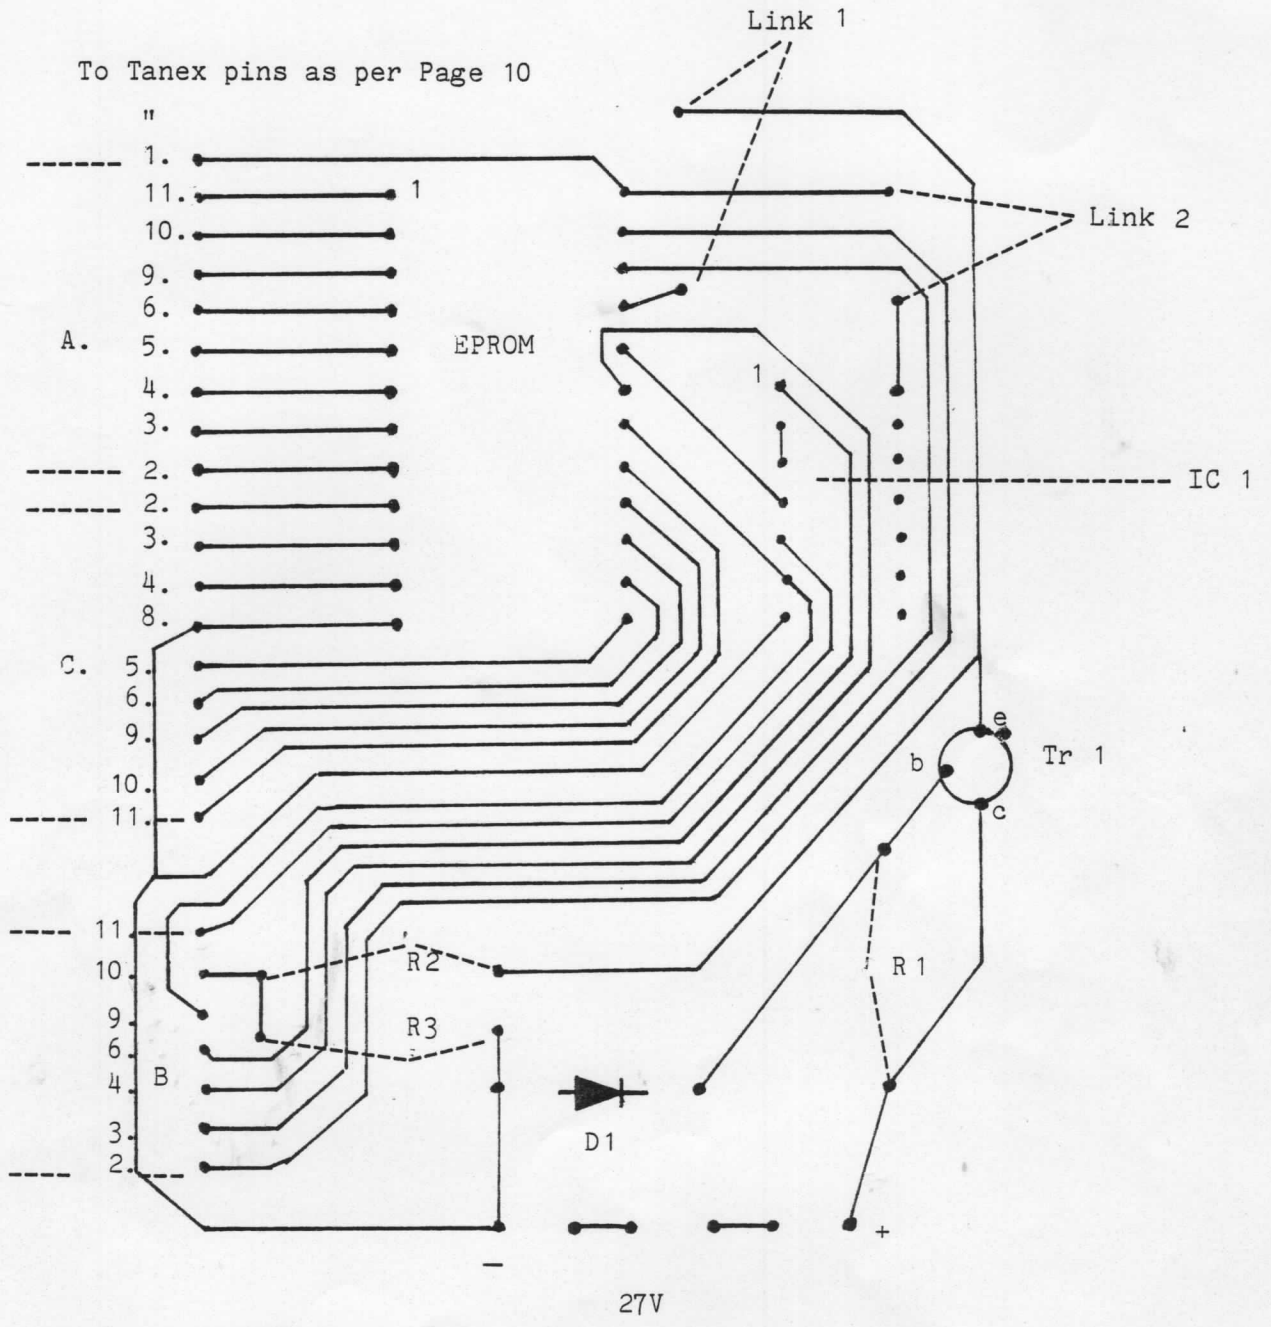 Link 1
To Tanex pins as per Page 10
"
1.
11.
1
10.
Link 2
9.
6.
A.
5.
EPROM
4.
1
3.
2.
IC 1
2.
3.
4.
8.
C.
5.
6.
9.
e
b
Tr 1
10.
c
11.
11.
R2
R1
10.
9.
R3
6.
B
4.
3.
D1
2.
+
−
27V